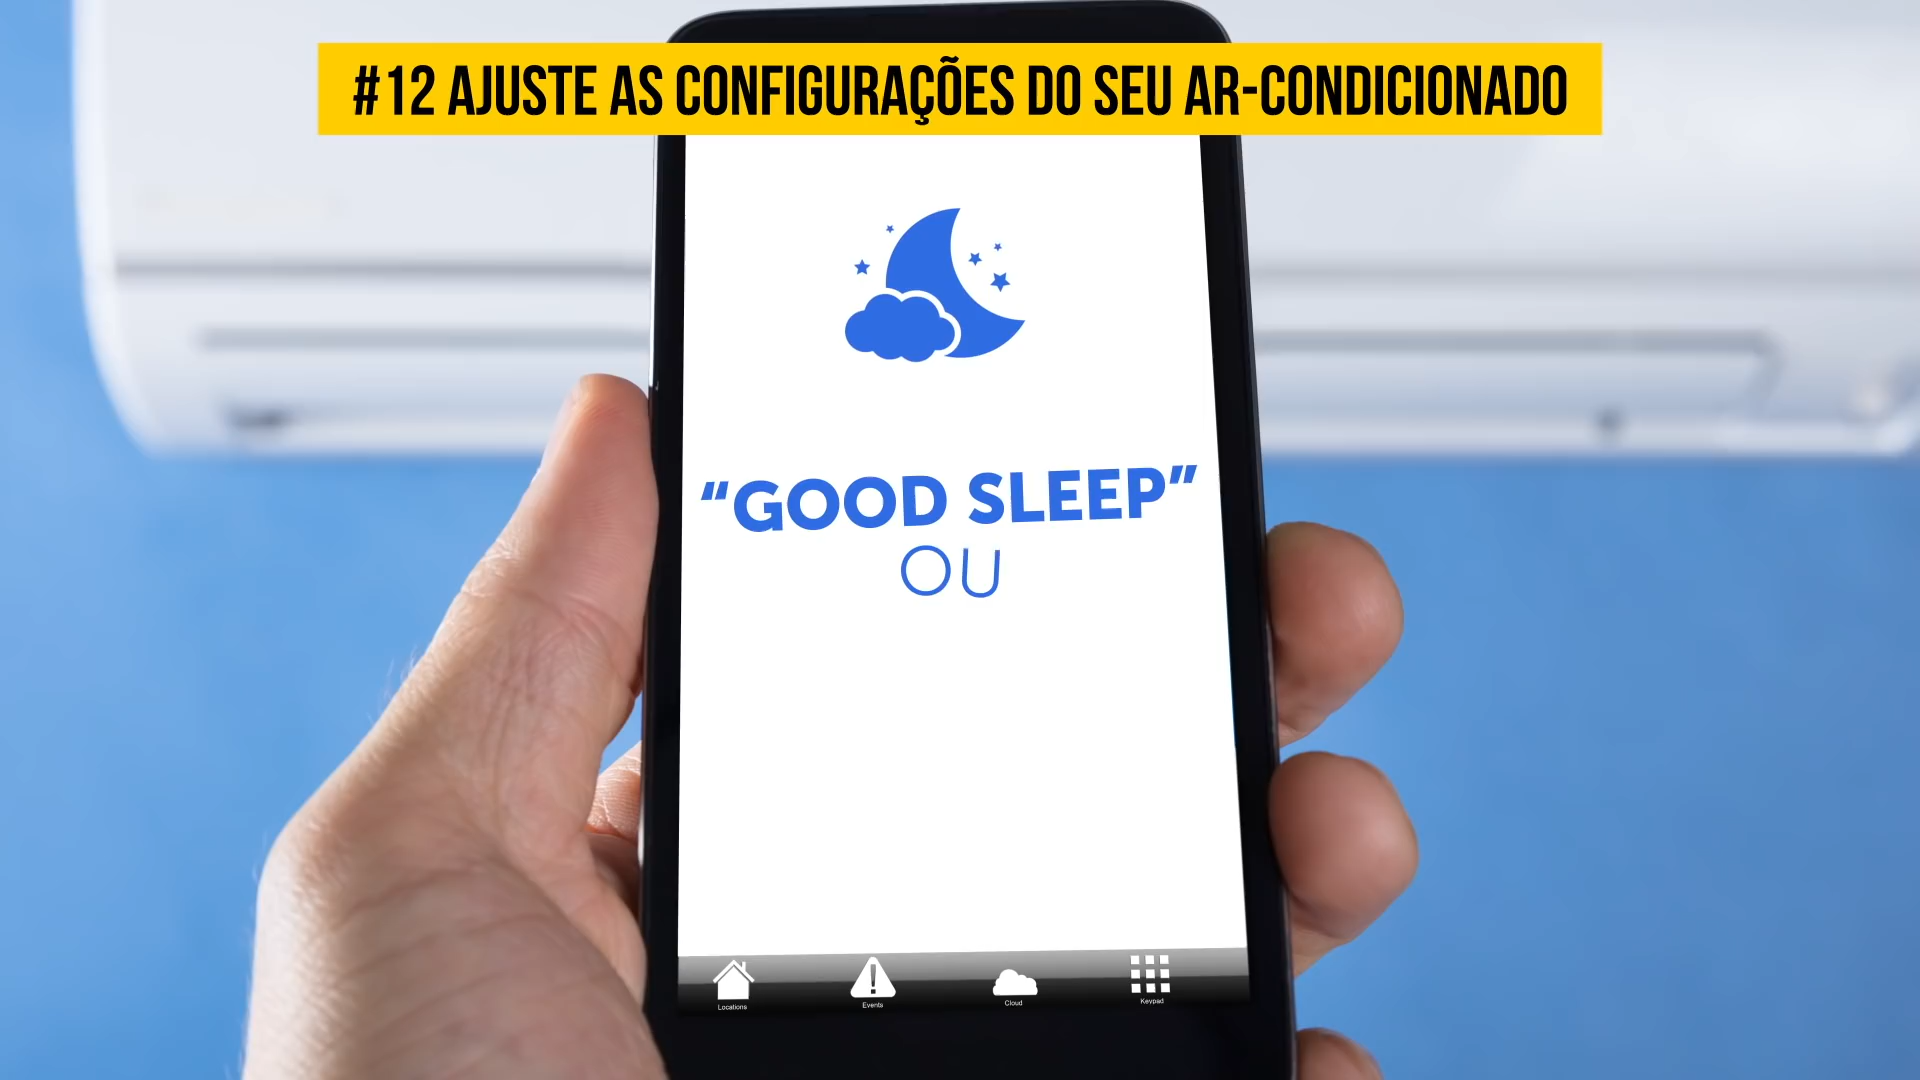 #12 AJUSTE AS CONFIGURAÇÕES DO SEU AR-CONDICIONADO
“GOOD SLEEP”
OU
Locations
Events
Cloud
Keypad